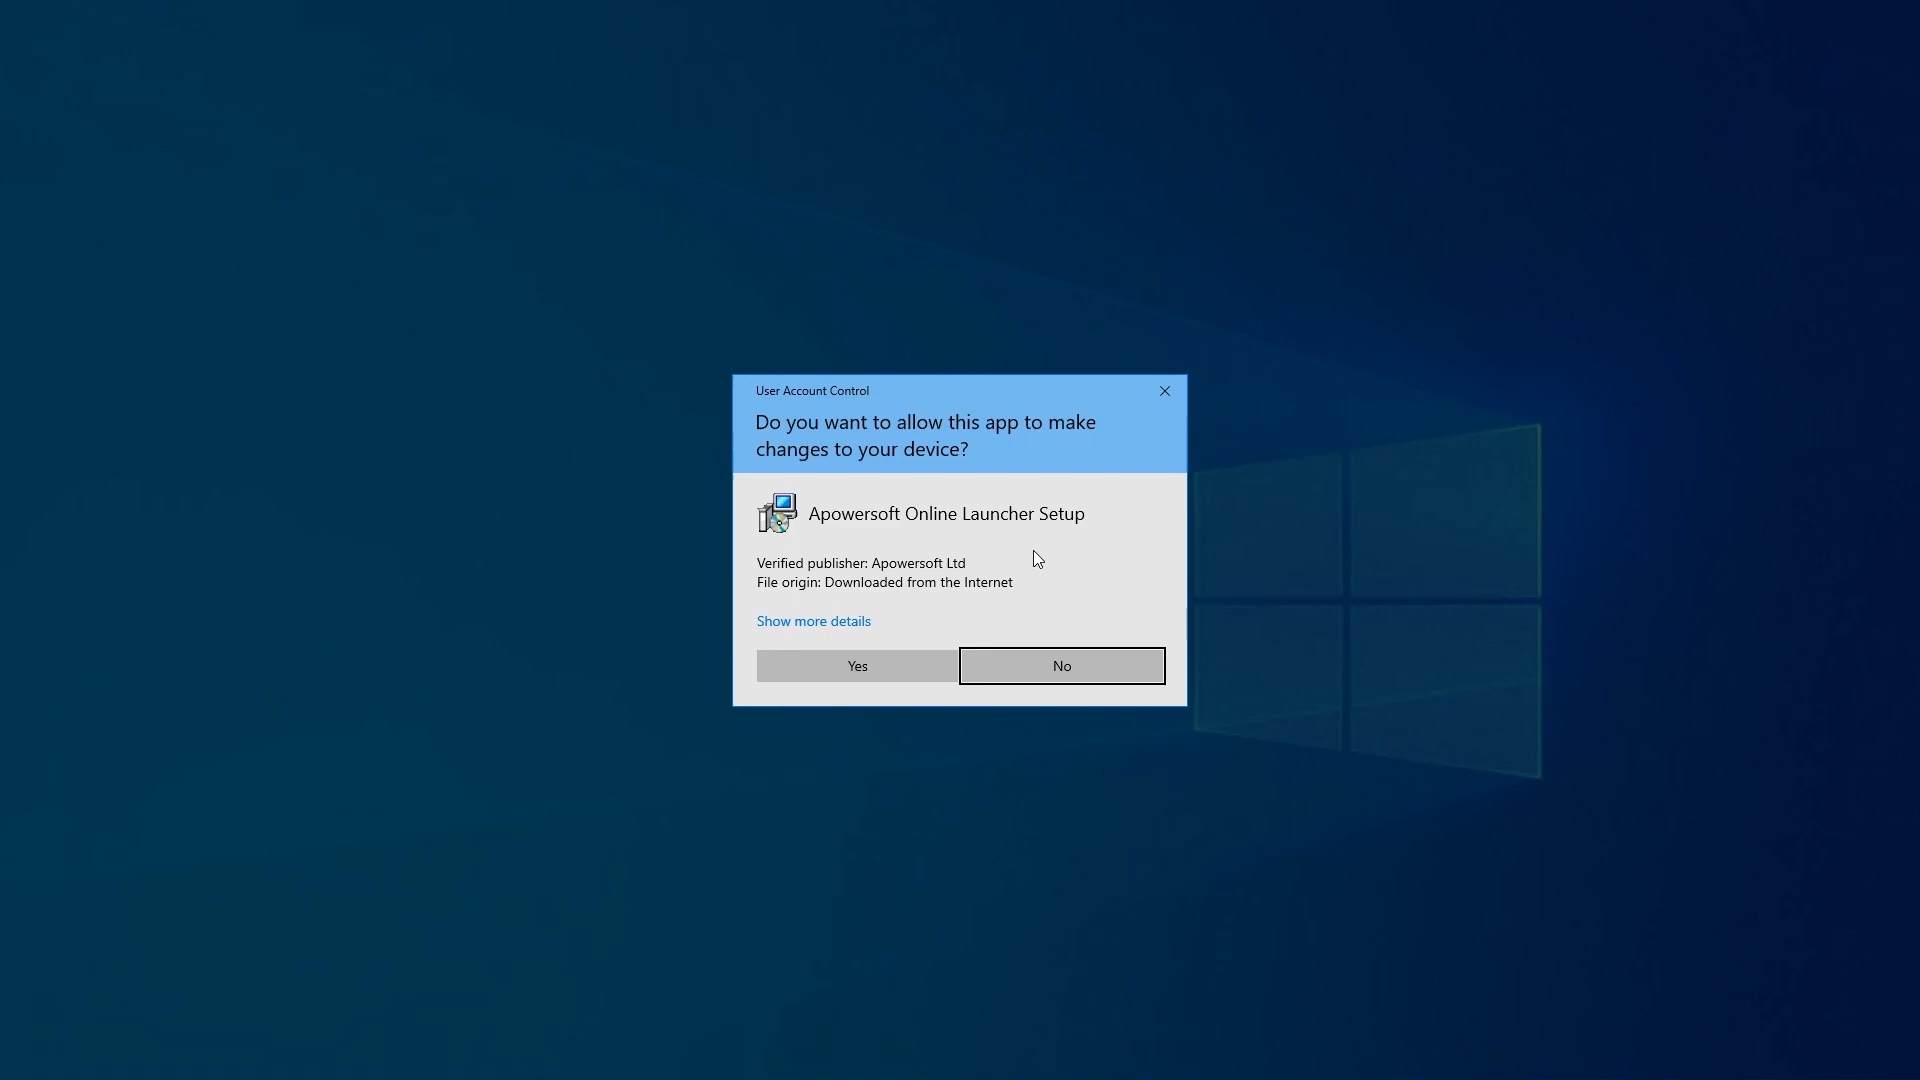 User Account Control
Do you want to allow this app to make
changes to your device?
Apowersoft Online Launcher Setup
Verified publisher: Apowersoft Ltd
File origin: Downloaded from the Internet
Show more details
Yes
No